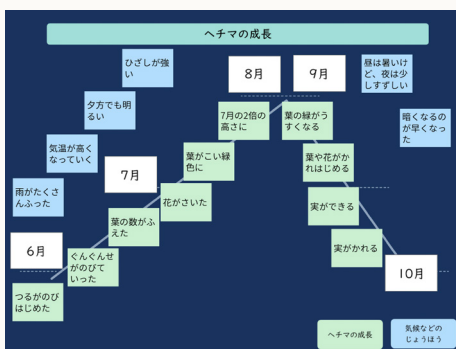 ヘチマの成長
ひざしが強
い
8月
9月
昼は暑いけ
ど、夜は少
しすずしい
夕方でも明
るい
7月の2倍の
高さに
葉の緑がう
すくなる
暗くなるの
が早くなった
気温が高く
なっていく
葉がこい緑
色に
葉や花がか
れはじめる
7月
雨がたくさ
んふった
花がさいた
実ができる
葉の数がふ
えた
6月
ぐんぐんせ
がのびて
いった
実がかれる
10月
つるがのび
はじめた
ヘチマの成長
気候などの
じょうほう